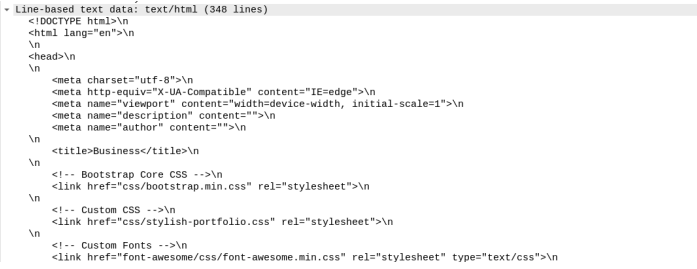 Line-based text data: text/html (348 lines)
<!DOCTYPE html>\n
<html lang="en">\n
\n
<head>\n
\n
<meta charset="utf-8">\n
<meta http-equiv="X-UA-Compatible" content="IE=edge">\n
<meta name="viewport" content="width=device-width, initial-scale=1">\n
<meta name="description" content="">\n
<meta name="author" content="">\n
\n
<title>Business</title>\n
\n
<!-- Bootstrap Core CSS -->\n
<link href="css/bootstrap.min.css" rel="stylesheet">\n
\n
<!-- Custom CSS -->\n
<link href="css/stylish-portfolio.css" rel="stylesheet">\n
\n
<!-- Custom Fonts -->\n
<link href="font-awesome/css/font-awesome.min.css" rel="stylesheet" type="text/css">\n